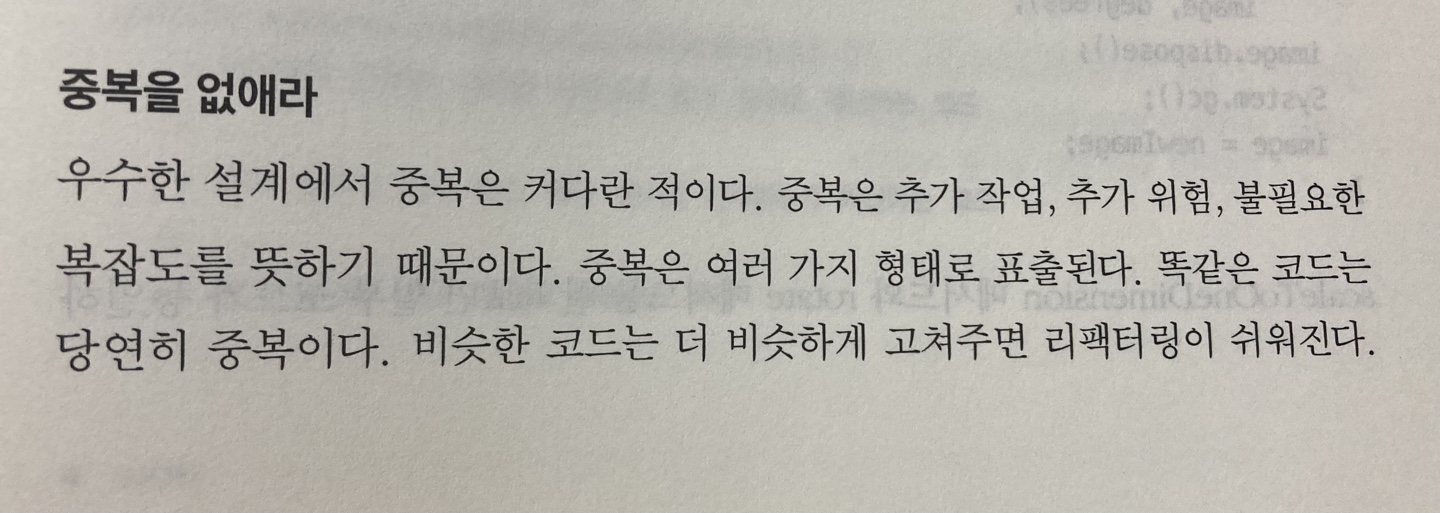 중복을 없애라
우수한 설계에서 중복은 커다란 적이다. 중복은 추가 작업, 추가 위험, 불필요한
복잡도를 뜻하기 때문이다. 중복은 여러 가지 형태로 표출된다. 똑같은 코드는
당연히 중복이다. 비슷한 코드는 더 비슷하게 고쳐주면 리팩터링이 쉬워진다.